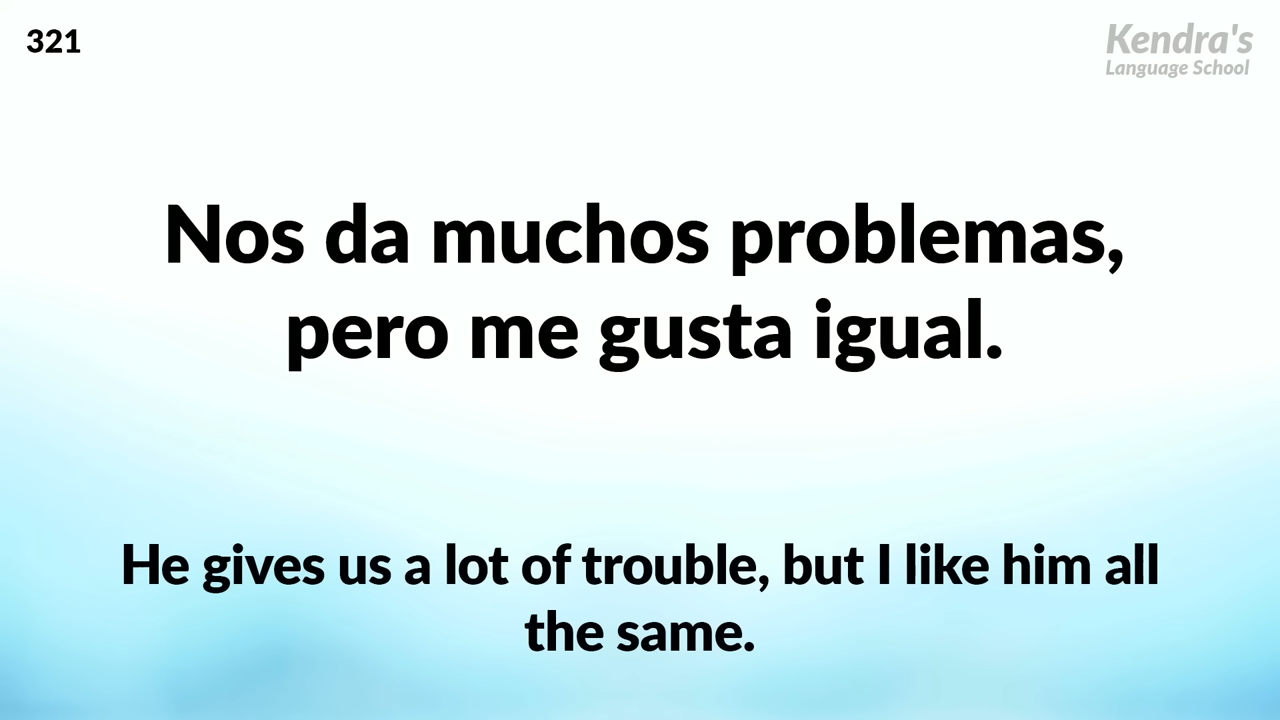 321
Kendra's
Language School
Nos da muchos problemas,
pero me gusta igual.
He gives us a lot of trouble, but I like him all
the same.